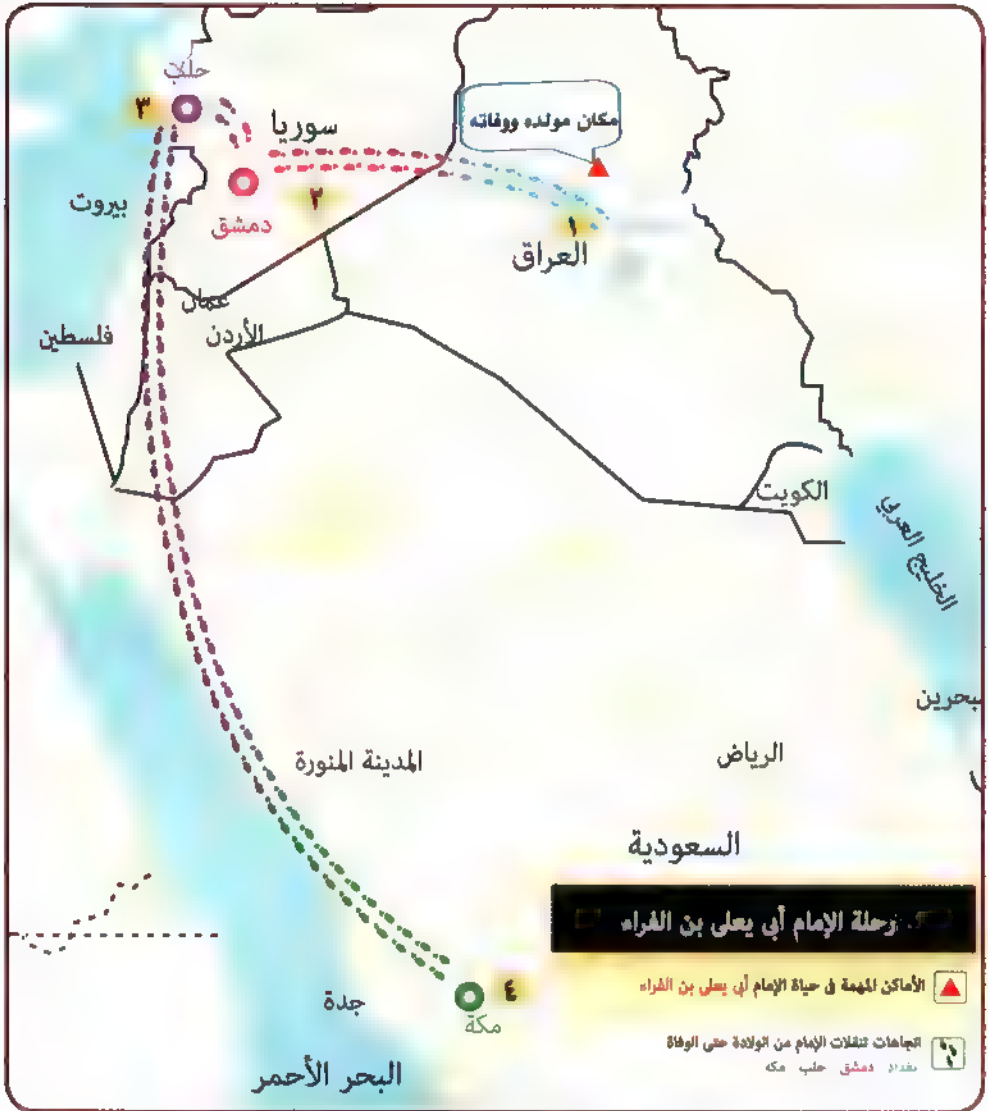 حلب
٣
سوريا
مكان مولده ووفاته
بيروت
٢
دمشق
١
العراق
عمان
فلسطين
الأردن
الكويت
الخليج العربي
بحرين
المدينة المنورة
الرياض
السعودية
رحلة الإمام أبي يعلى بن الفراء
الأماكن المهمة في حياة الإمام أبي يعلى بن الفراء
٤
جدة
مكة
اتجاهات تنقلات الإمام من الولادة حتى الوفاة
بغداد دمشق حلب مكه
البحر الأحمر